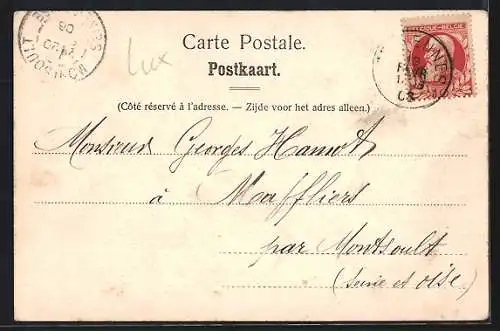 Carte Postale.
Lux
Postkaart.
(Côté réservé à l'adresse. — Zijde voor het adres alleen.)
Monsieur Georges Hamot
à Maffliers
par Montsoult
(Seine et Oise)